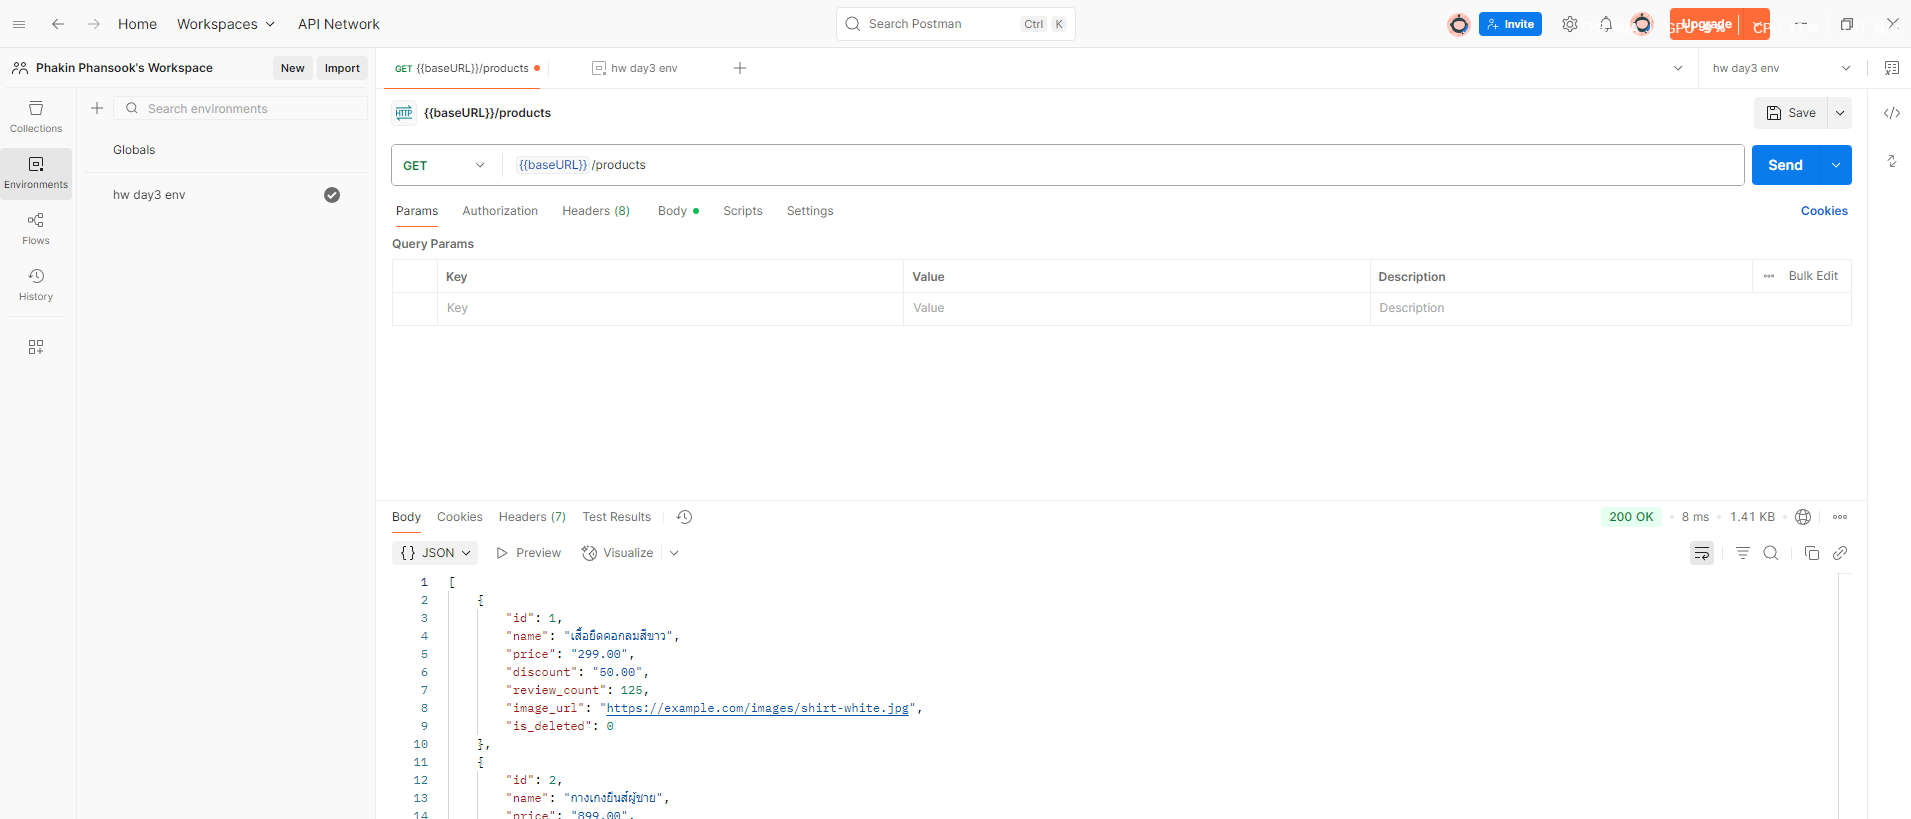 Home
Workspaces
API Network
Search Postman
Ctrl
K
Invite
Upgrade
Phakin Phansook's Workspace
New
Import
GET {{baseURL}}/products
hw day3 env
hw day3 env
Collections
Environments
Flows
History
Search environments
Globals
hw day3 env
HTTP
{{baseURL}}/products
Save
GET
{{baseURL}} /products
Send
Params
Authorization
Headers (8)
Body
Scripts
Settings
Cookies
Query Params
Key
Value
Description
Bulk Edit
Key
Value
Description
Body
Cookies
Headers (7)
Test Results
200 OK
8 ms
1.41 KB
{} JSON
Preview
Visualize
1 [
2 {
3 "id": 1,
4 "name": "เสื้อยืดคอกลมสีขาว",
5 "price": "299.00",
6 "discount": "50.00",
7 "review_count": 125,
8 "image_url": "https://example.com/images/shirt-white.jpg",
9 "is_deleted": 0
10 },
11 {
12 "id": 2,
13 "name": "กางเกงยีนส์ผู้ชาย",
14 "price": "899.00",